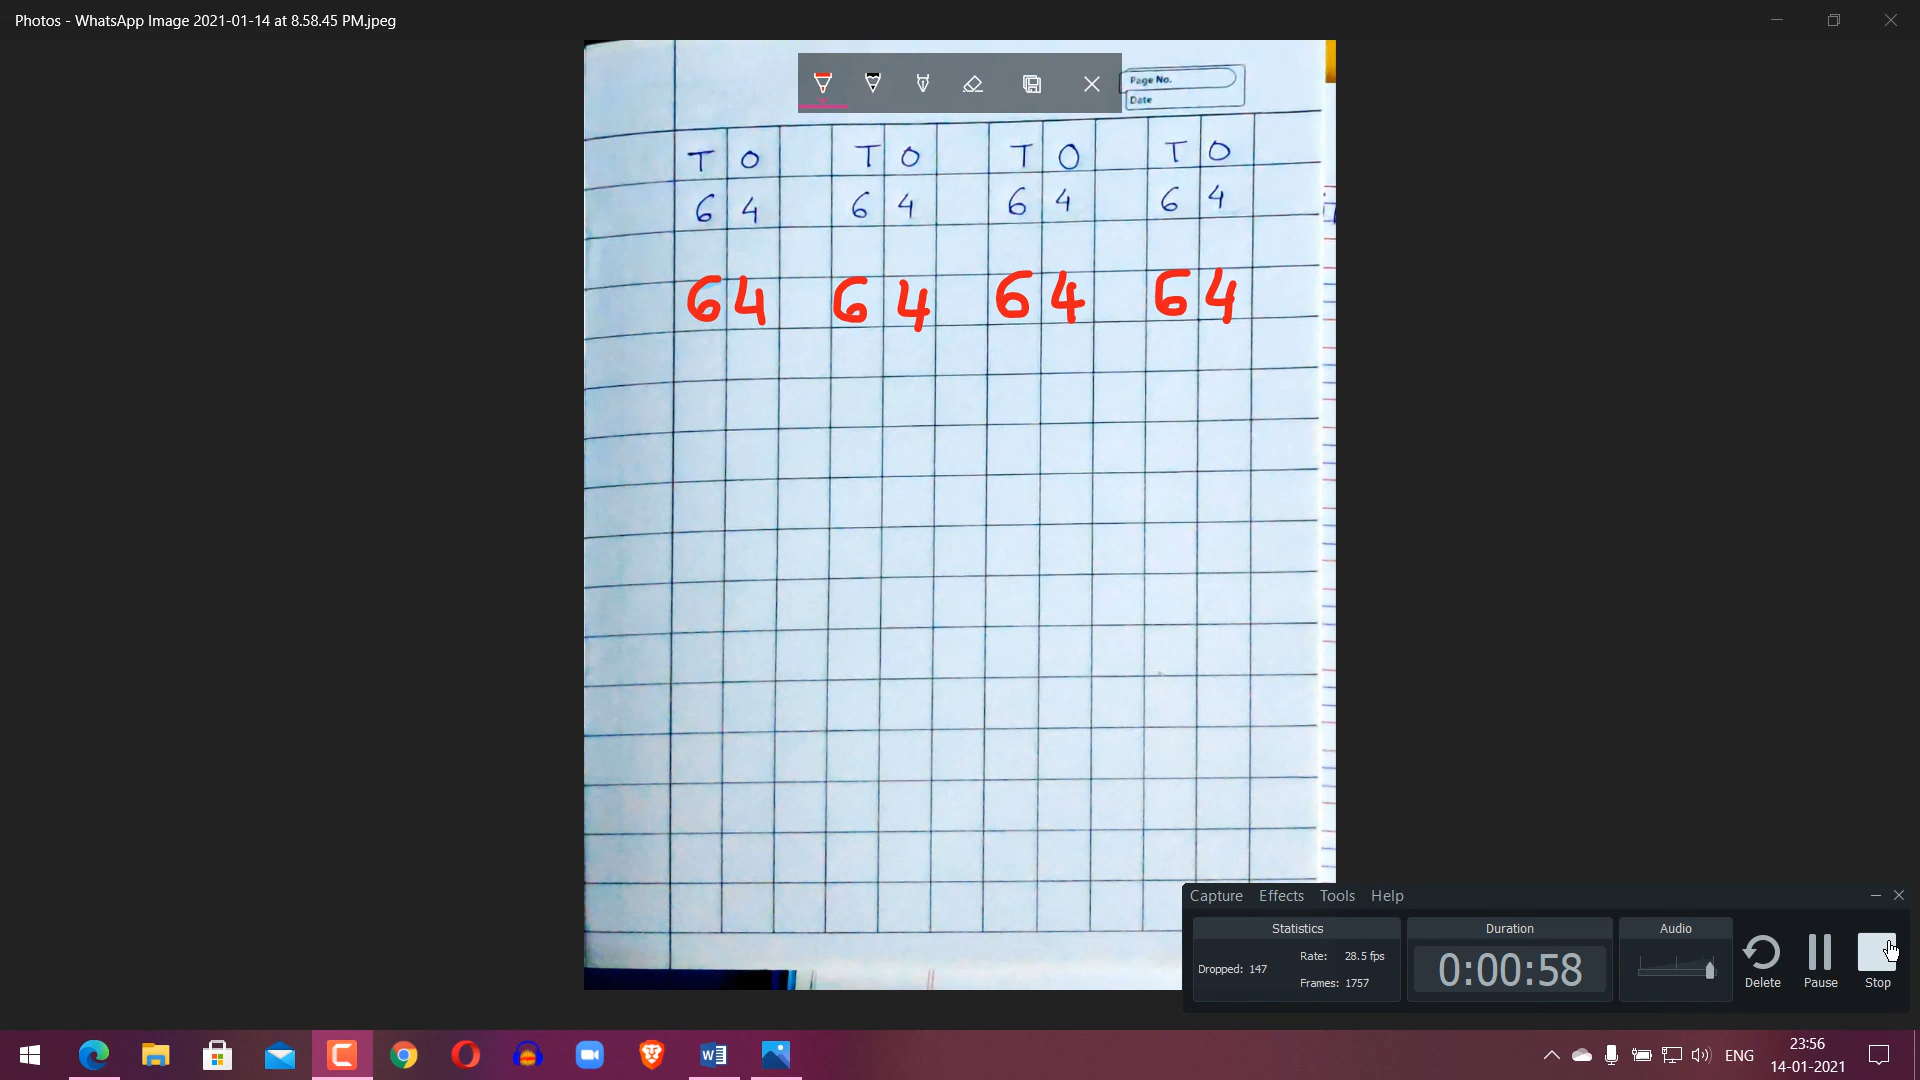 Photos - WhatsApp Image 2021-01-14 at 8.58.45 PM.jpeg
Page No.
Date
T O T O T O T O
6 4 6 4 6 4 6 4
64 64 64 64
Capture Effects Tools Help
Statistics Duration Audio
Rate: 28.5 fps
Dropped: 147
Frames: 1757
0:00:58
Delete Pause Stop
ENG
23:56
14-01-2021